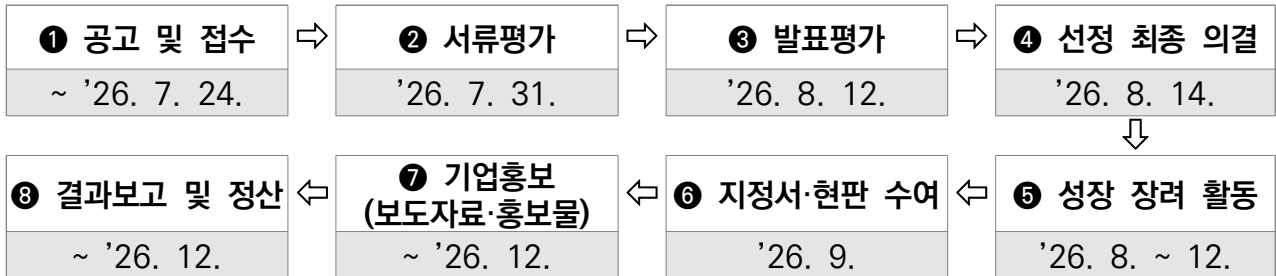 ❶ 공고 및 접수 ⇨ ❷ 서류평가 ⇨ ❸ 발표평가 ⇨ ❹ 선정 최종 의결
~ ’26. 7. 24. ’26. 7. 31. ’26. 8. 12. ’26. 8. 14.
⇩
❽ 결과보고 및 정산 ⇦ ❼ 기업홍보 ⇦ ❻ 지정서·현판 수여 ⇦ ❺ 성장 장려 활동
(보도자료·홍보물)
~ ’26. 12. ~ ’26. 12. ’26. 9. ’26. 8. ~ 12.